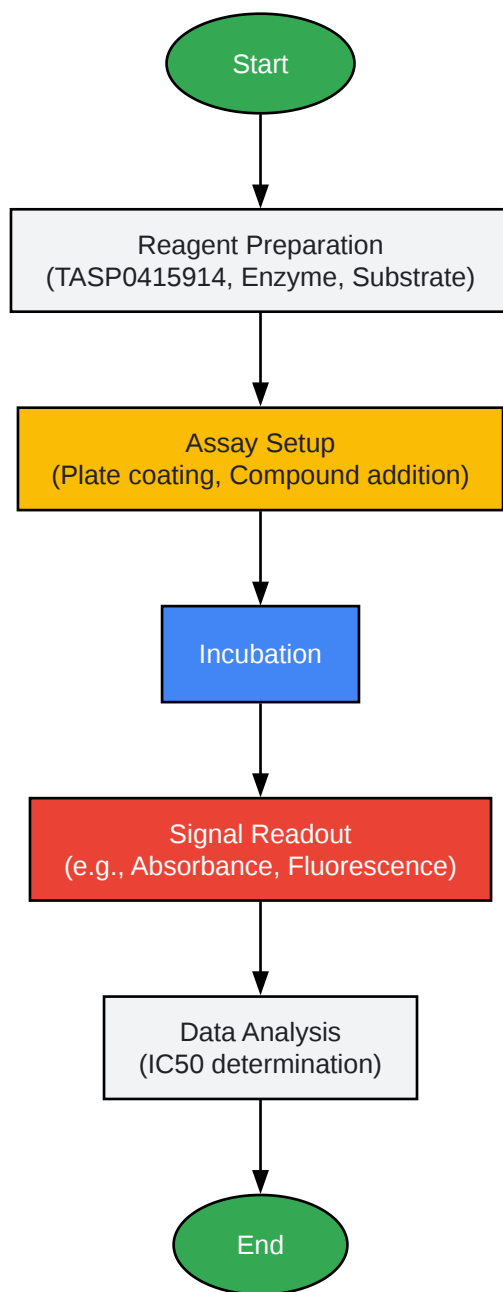 Start
Reagent Preparation
(TASP0415914, Enzyme, Substrate)
Assay Setup
(Plate coating, Compound addition)
Incubation
Signal Readout
(e.g., Absorbance, Fluorescence)
Data Analysis
(IC50 determination)
End